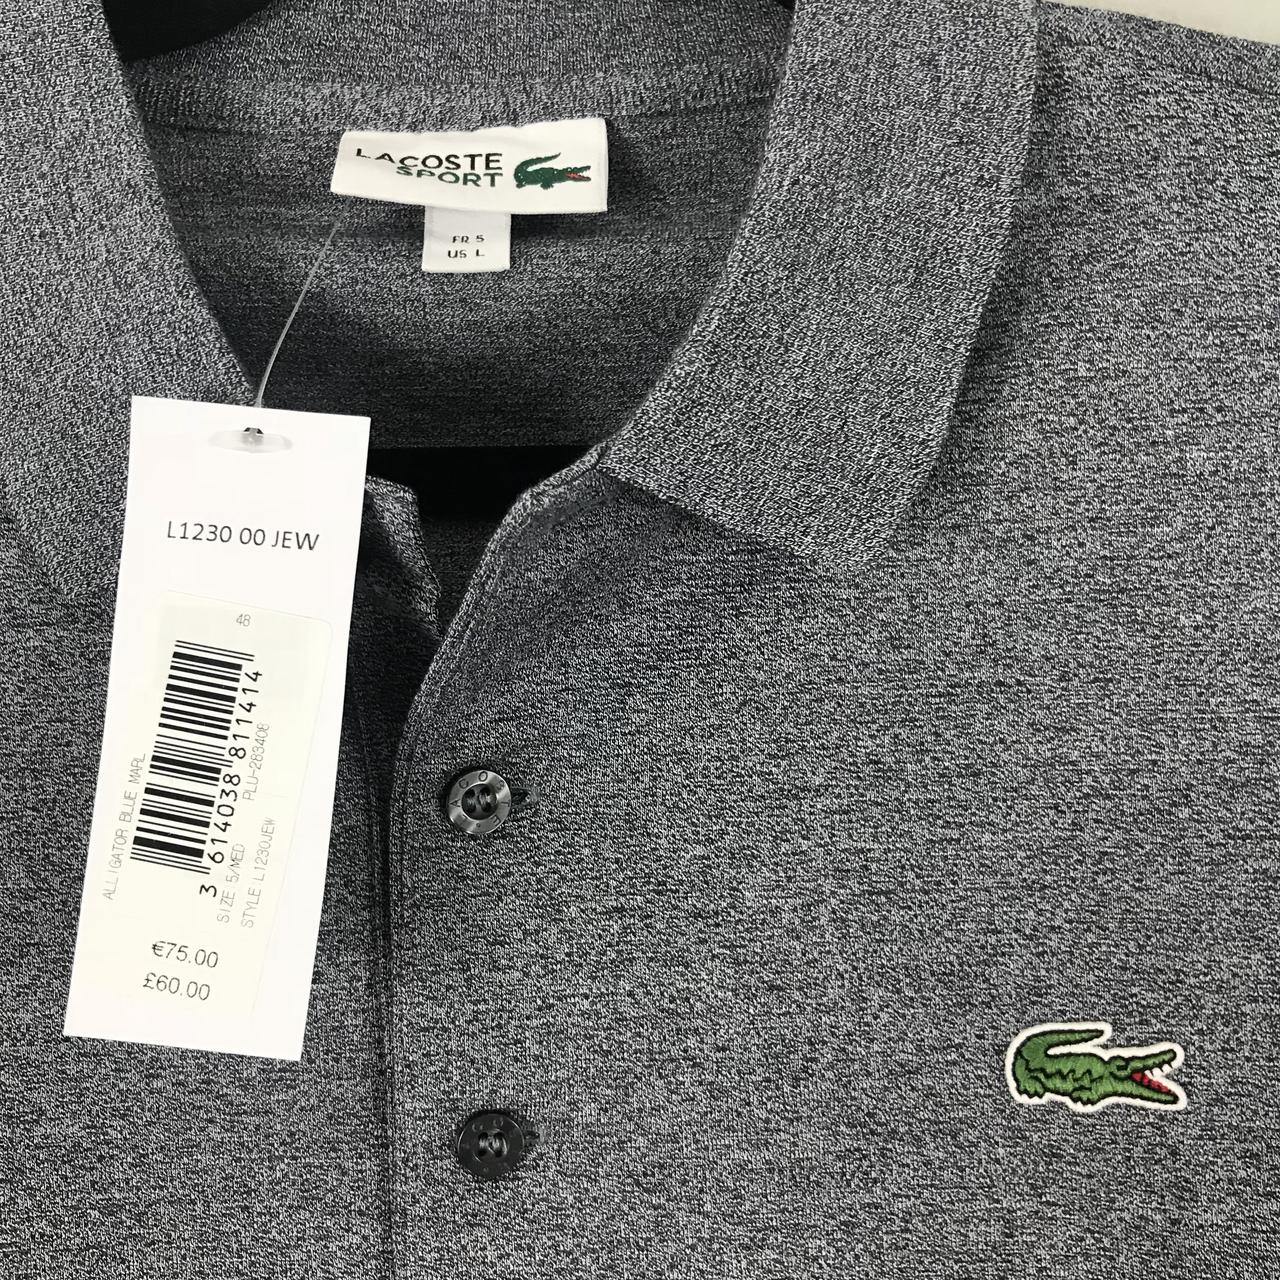 LACOSTE
SPORT
FR 5
US L
L1230 00 JEW
48
ALLIGATOR BLUE MARL
3 614038 811414
SIZE 5/MED PLU-283408
STYLE L1230JEW
€75.00
£60.00
LACOSTE